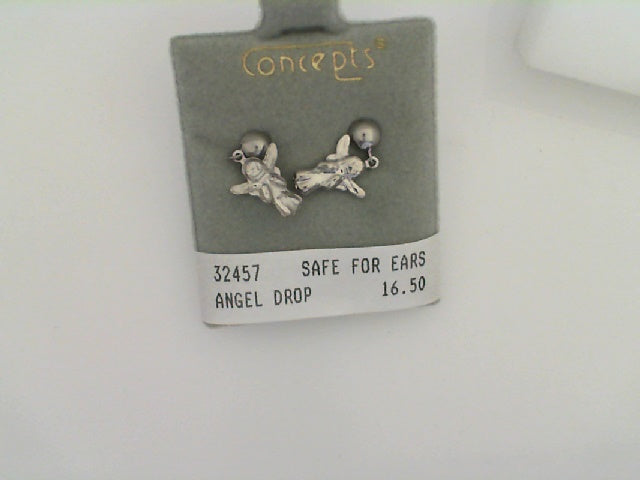 Concepts
32457 SAFE FOR EARS
ANGEL DROP 16.50